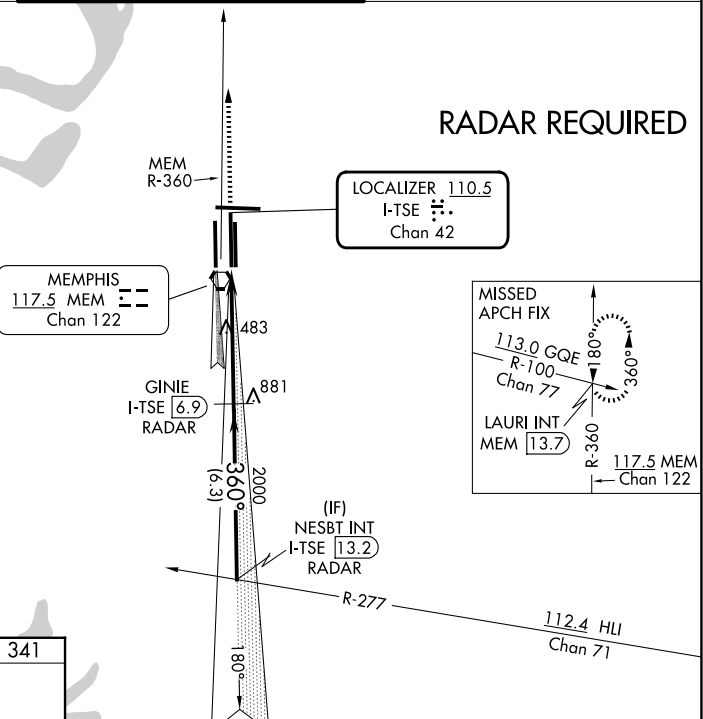 RADAR REQUIRED
MEM
R-360
LOCALIZER 110.5
I-TSE
Chan 42
MEMPHIS
117.5 MEM
Chan 122
483
GINIE
I-TSE 6.9
RADAR
881
MISSED
APCH FIX
113.0 GQE
R-100
Chan 77
180°
360°
LAURI INT
MEM 13.7
R-360
117.5 MEM
Chan 122
2000
360°
(6.3)
(IF)
NESBT INT
I-TSE 13.2
RADAR
R-277
112.4 HLI
Chan 71
180°
341